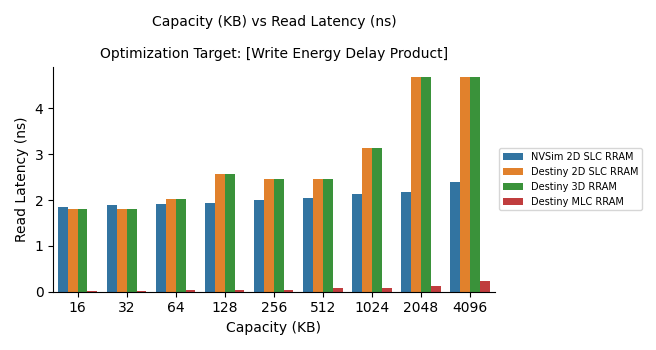 Capacity (KB) vs Read Latency (ns)
Optimization Target: [Write Energy Delay Product]
Read Latency (ns)
4
3
2
1
0
16 32 64 128 256 512 1024 2048 4096
Capacity (KB)
NVSim 2D SLC RRAM
Destiny 2D SLC RRAM
Destiny 3D RRAM
Destiny MLC RRAM